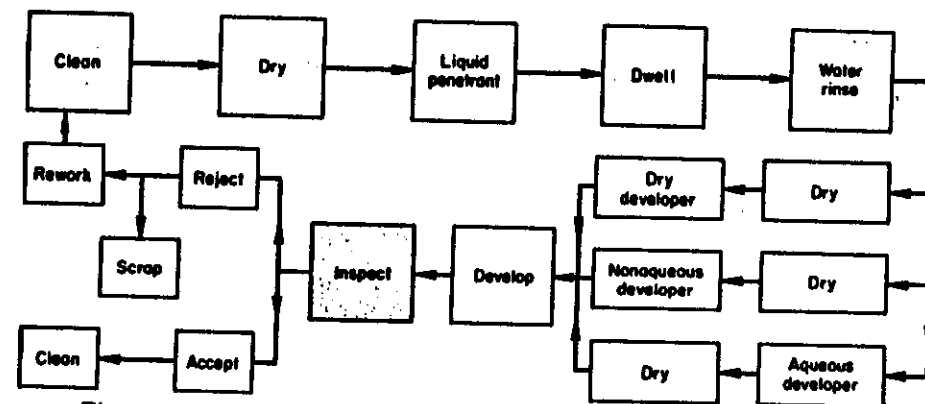 Clean
Dry
Liquid
penetrant
Dwell
Water
rinse
Rework
Reject
Dry
developer
Dry
Scrap
Inspect
Develop
Nonaqueous
developer
Dry
Clean
Accept
Dry
Aqueous
developer